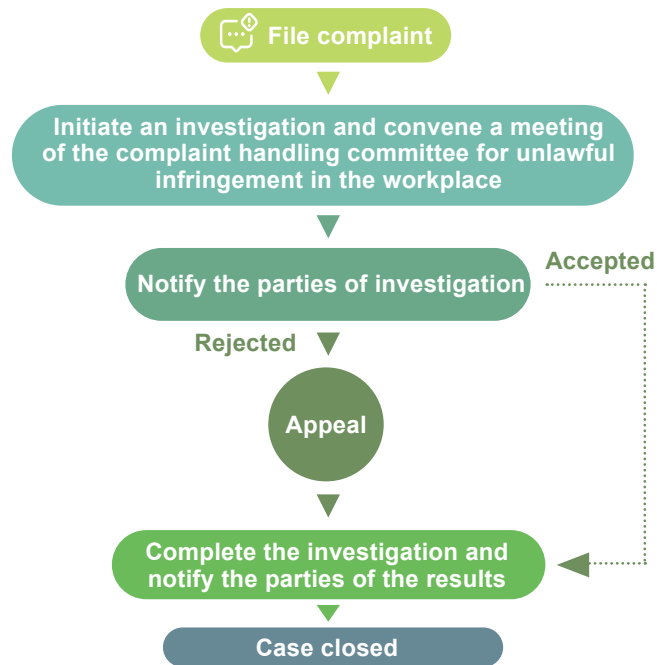 File complaint
Initiate an investigation and convene a meeting
of the complaint handling committee for unlawful
infringement in the workplace
Accepted
Notify the parties of investigation
Rejected
Appeal
Complete the investigation and
notify the parties of the results
Case closed